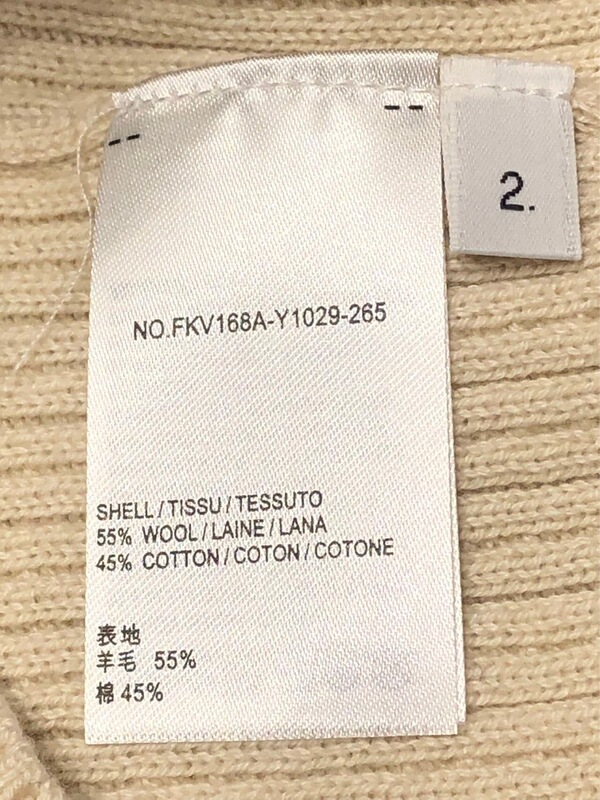 2.
NO.FKV168A-Y1029-265
SHELL/TISSU/TESSUTO
55% WOOL/LAINE/LANA
45% COTTON/COTON/COTONE
表地
羊毛 55%
棉 45%